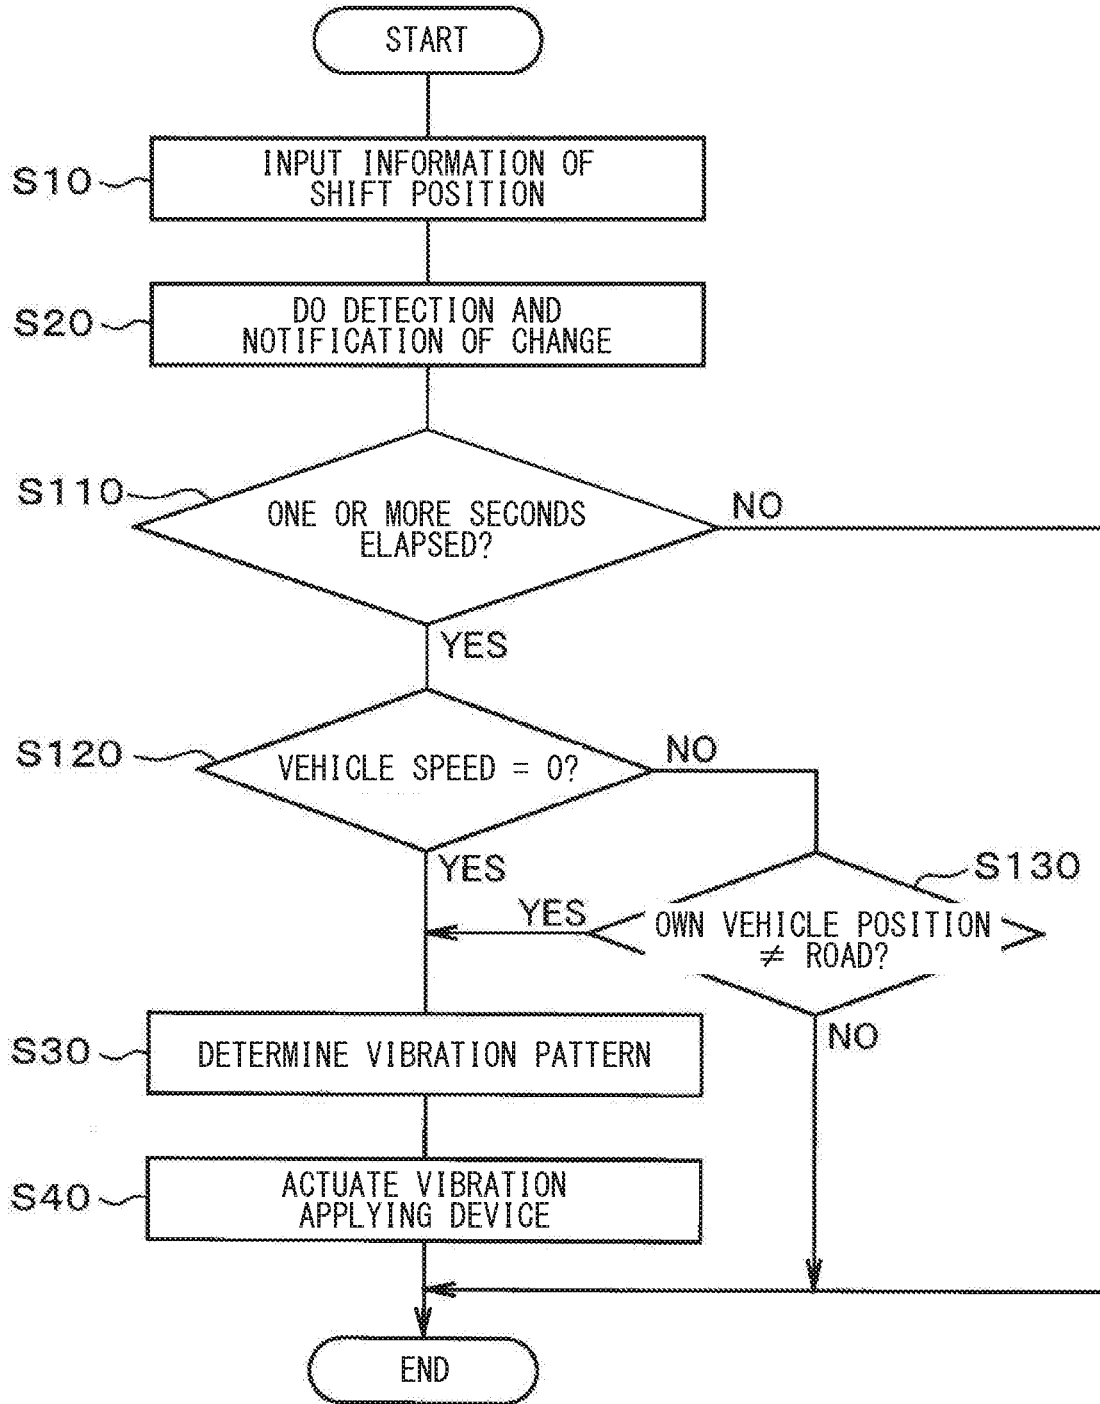 START
S10
INPUT INFORMATION OF
SHIFT POSITION
S20
DO DETECTION AND
NOTIFICATION OF CHANGE
S110
ONE OR MORE SECONDS
ELAPSED?
NO
YES
S120
VEHICLE SPEED = 0?
NO
YES
S130
OWN VEHICLE POSITION
≠ ROAD?
YES
NO
S30
DETERMINE VIBRATION PATTERN
S40
ACTUATE VIBRATION
APPLYING DEVICE
END